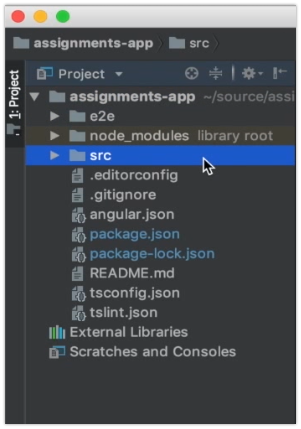 assignments-app src
1: Project
Project
assignments-app ~/source/assi
e2e
node_modules library root
src
.editorconfig
.gitignore
angular.json
package.json
package-lock.json
README.md
tsconfig.json
tslint.json
External Libraries
Scratches and Consoles